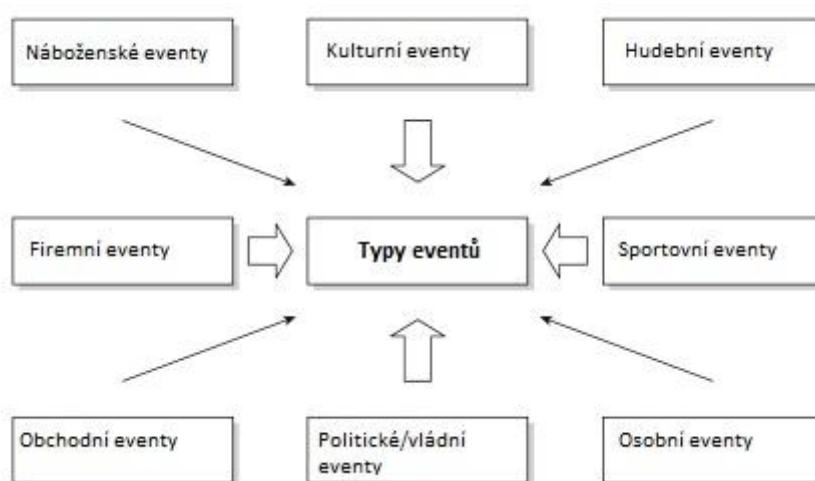 Náboženské eventy
Kulturní eventy
Hudební eventy
Firemní eventy
Typy eventů
Sportovní eventy
Obchodní eventy
Politické/vládní
eventy
Osobní eventy